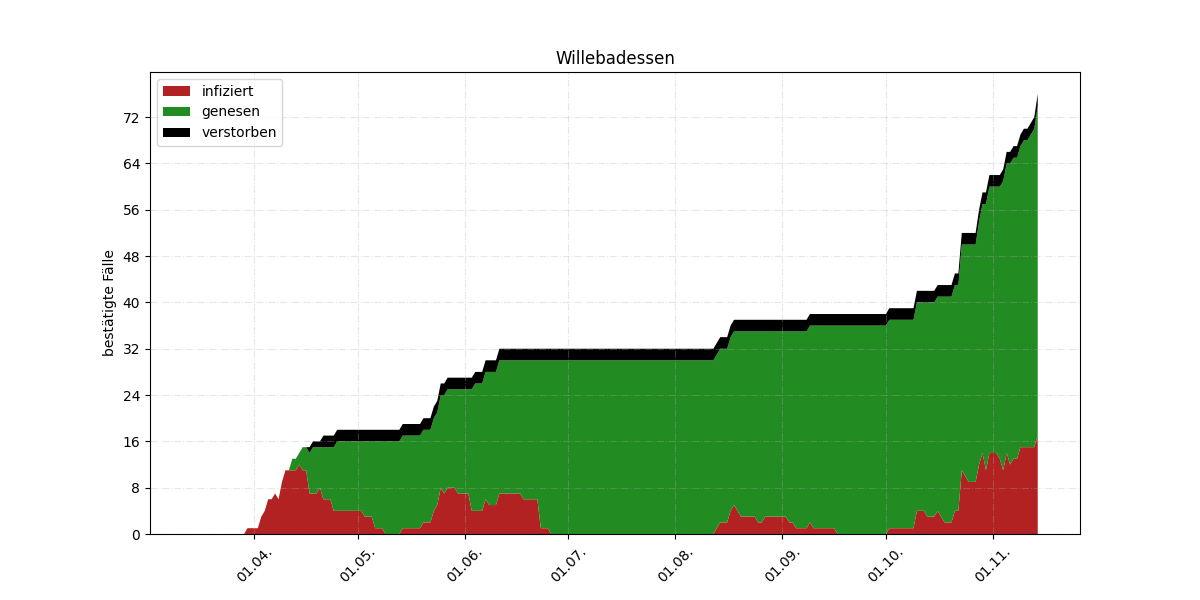 Willebadessen
infiziert
genesen
verstorben
bestätigte Fälle
72
64
56
48
40
32
24
16
8
0
01.04. 01.05. 01.06. 01.07. 01.08. 01.09. 01.10. 01.11.